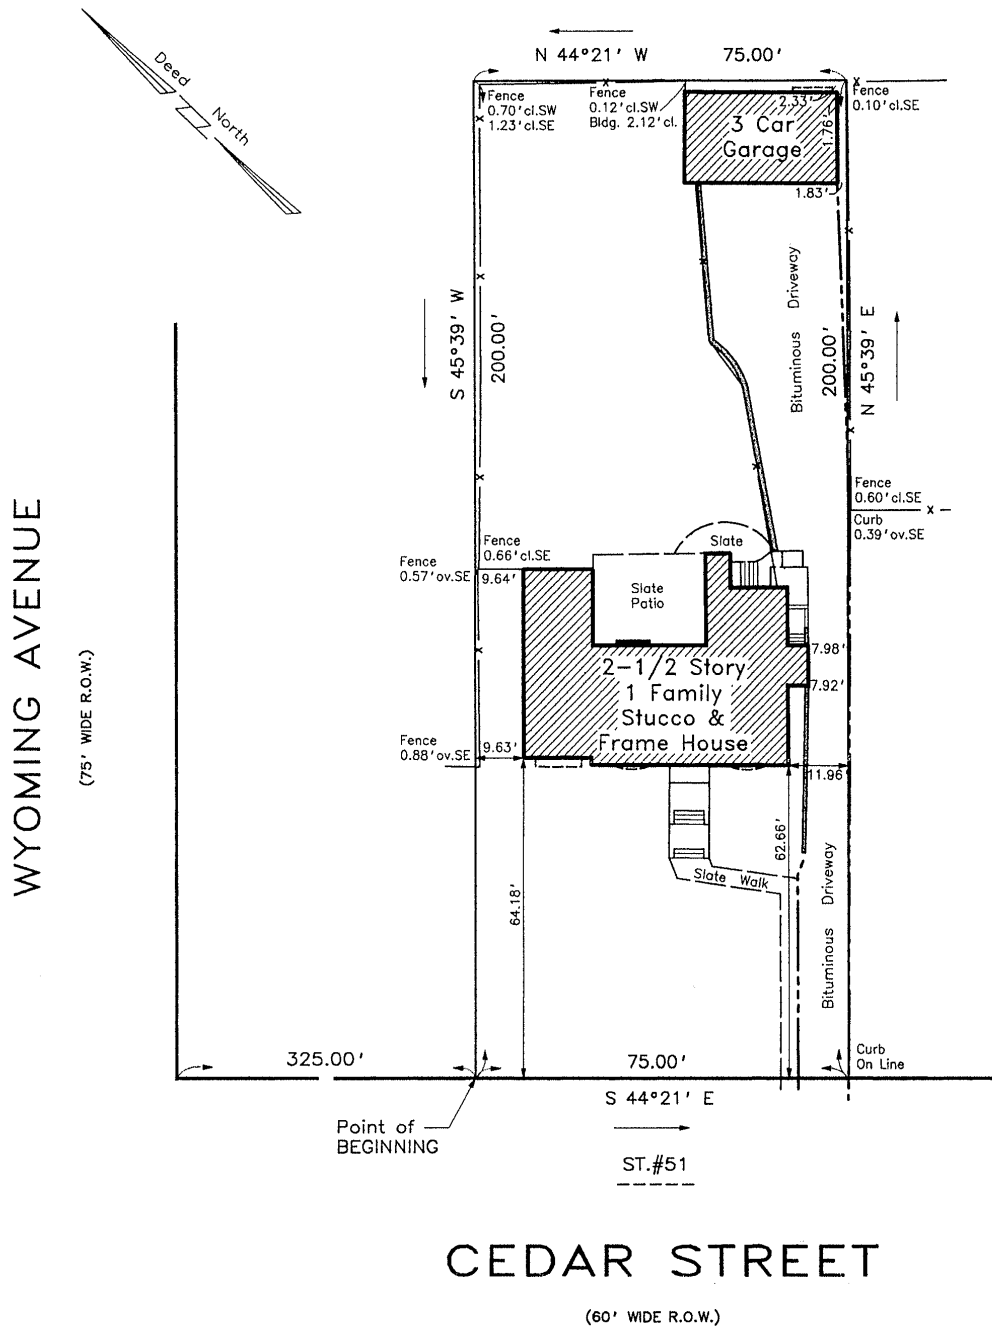 N 44°21' W
75.00'
Deed
North
Fence
0.70'cl.SW
1.23'cl.SE
Fence
0.12'cl.SW
Bldg. 2.12'cl.
2.33'
Fence
0.10'cl.SE
3 Car
Garage
1.76'
1.83'
S 45°39' W
200.00'
Bituminous Driveway
200.00'
N 45°39' E
Fence
0.60'cl.SE
Curb
0.39'ov.SE
Fence
0.57'ov.SE
Fence
0.66'cl.SE
9.64'
Slate
Slate
Patio
7.98'
7.92'
2-1/2 Story
1 Family
Stucco &
Frame House
Fence
0.88'ov.SE
9.63'
11.96'
WYOMING AVENUE
(75' WIDE R.O.W.)
64.18'
62.66'
Slate Walk
Bituminous Driveway
325.00'
75.00'
Curb
On Line
S 44°21' E
Point of
BEGINNING
ST.#51
CEDAR STREET
(60' WIDE R.O.W.)